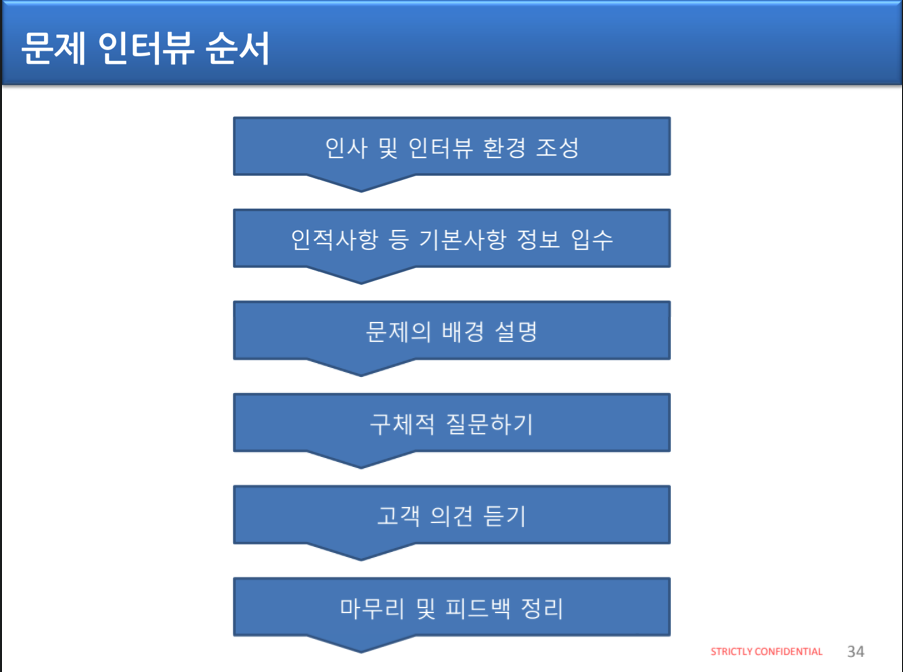 문제 인터뷰 순서
인사 및 인터뷰 환경 조성
인적사항 등 기본사항 정보 입수
문제의 배경 설명
구체적 질문하기
고객 의견 듣기
마무리 및 피드백 정리
STRICTLY CONFIDENTIAL 34